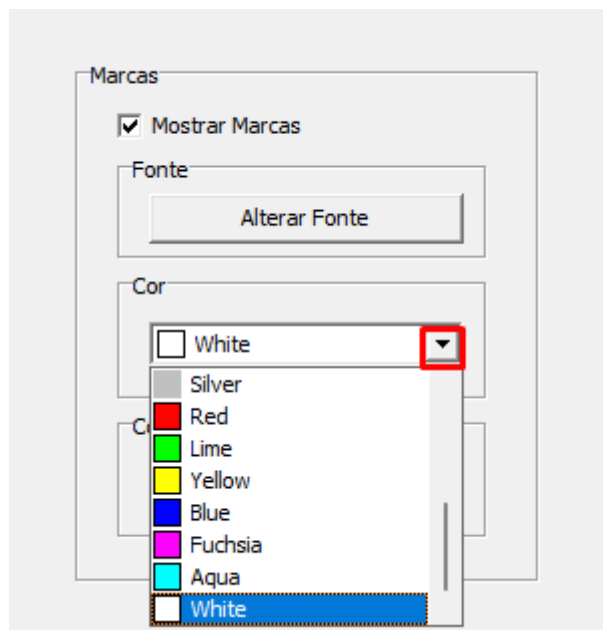 Marcas
Mostrar Marcas
Fonte
Alterar Fonte
Cor
White
Silver
Red
Lime
Yellow
Blue
Fuchsia
Aqua
White